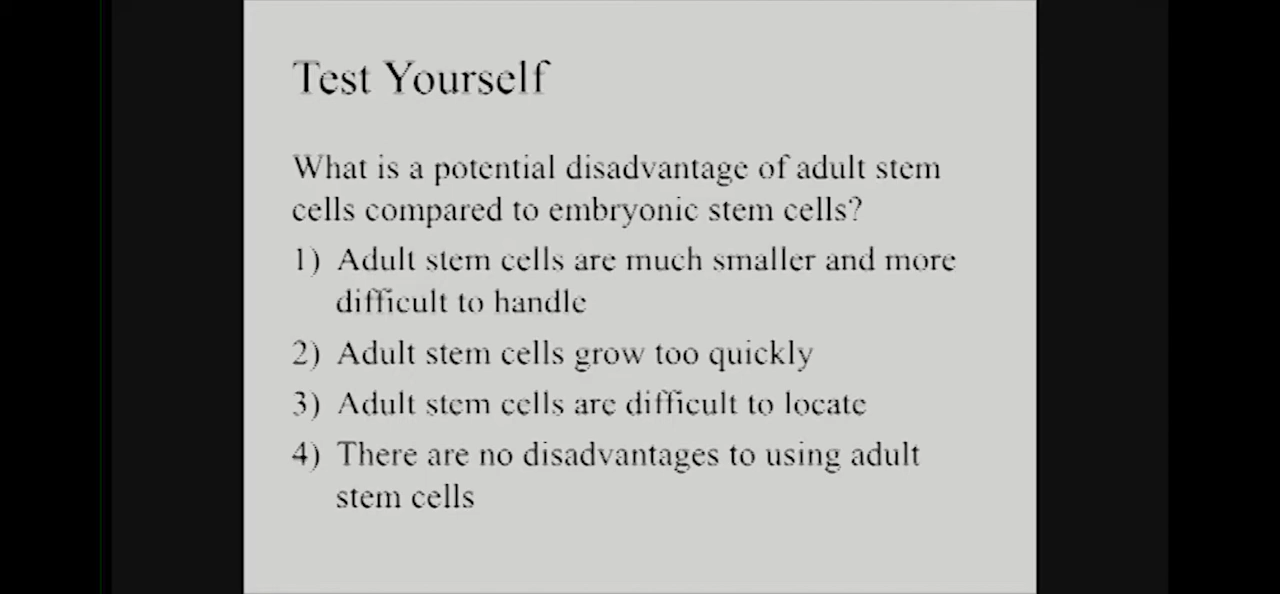 Test Yourself
What is a potential disadvantage of adult stem
cells compared to embryonic stem cells?
1) Adult stem cells are much smaller and more
difficult to handle
2) Adult stem cells grow too quickly
3) Adult stem cells are difficult to locate
4) There are no disadvantages to using adult
stem cells